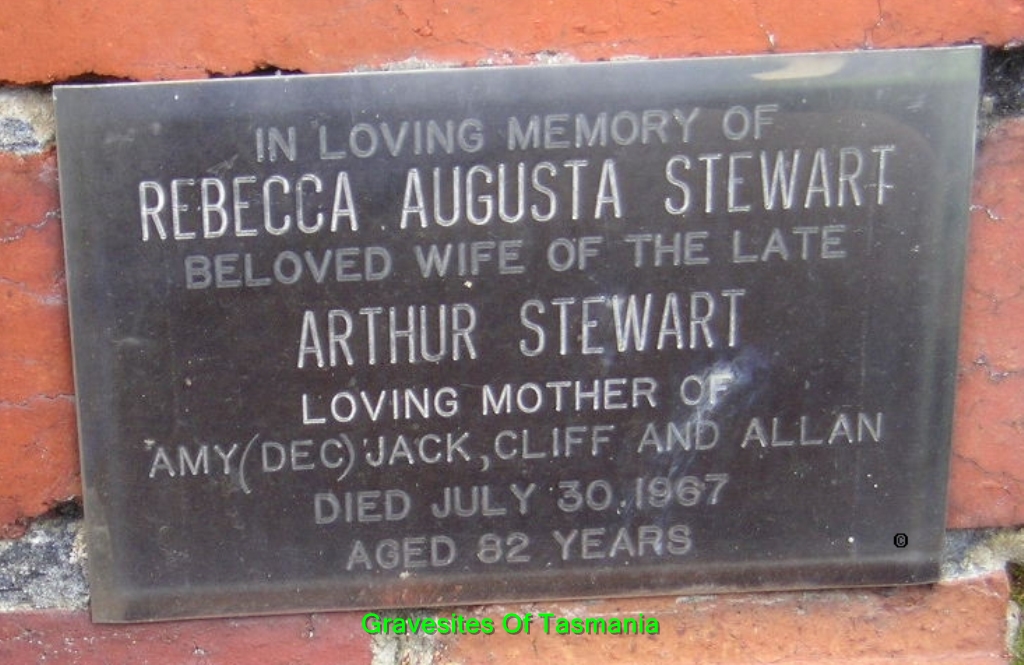 IN LOVING MEMORY OF
REBECCA AUGUSTA STEWART
BELOVED WIFE OF THE LATE
ARTHUR STEWART
LOVING MOTHER OF
AMY (DEC) JACK, CLIFF AND ALLAN
DIED JULY 30. 1967
AGED 82 YEARS
©
Gravesites Of Tasmania